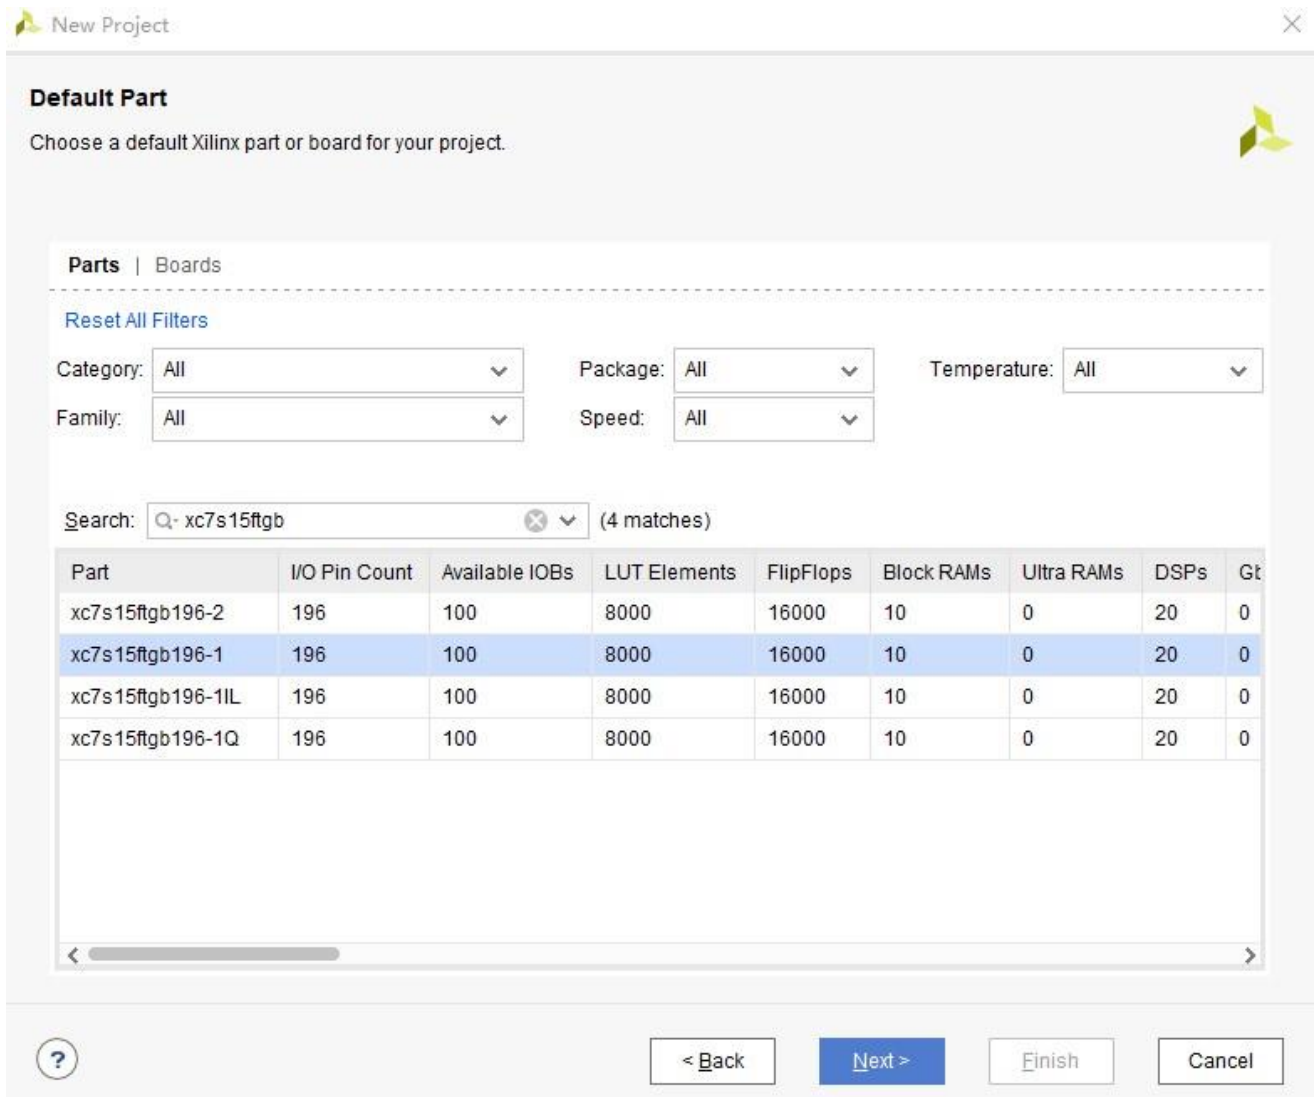 New Project
Default Part
Choose a default Xilinx part or board for your project.
Parts | Boards
Reset All Filters
Category: All Package: All Temperature: All
Family: All Speed: All
Search: xc7s15ftgb (4 matches)
Part I/O Pin Count Available IOBs LUT Elements FlipFlops Block RAMs Ultra RAMs DSPs Gb
xc7s15ftgb196-2 196 100 8000 16000 10 0 20 0
xc7s15ftgb196-1 196 100 8000 16000 10 0 20 0
xc7s15ftgb196-1IL 196 100 8000 16000 10 0 20 0
xc7s15ftgb196-1Q 196 100 8000 16000 10 0 20 0
? < Back Next > Finish Cancel